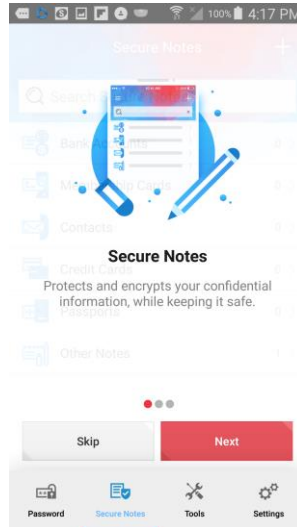 100% 4:17 PM
Secure Notes
Search
Bank Accounts
Membership Cards
Contacts
Secure Notes
Credit Cards
Protects and encrypts your confidential
information, while keeping it safe.
Passports
Other Notes
Skip
Next
Password
Secure Notes
Tools
Settings